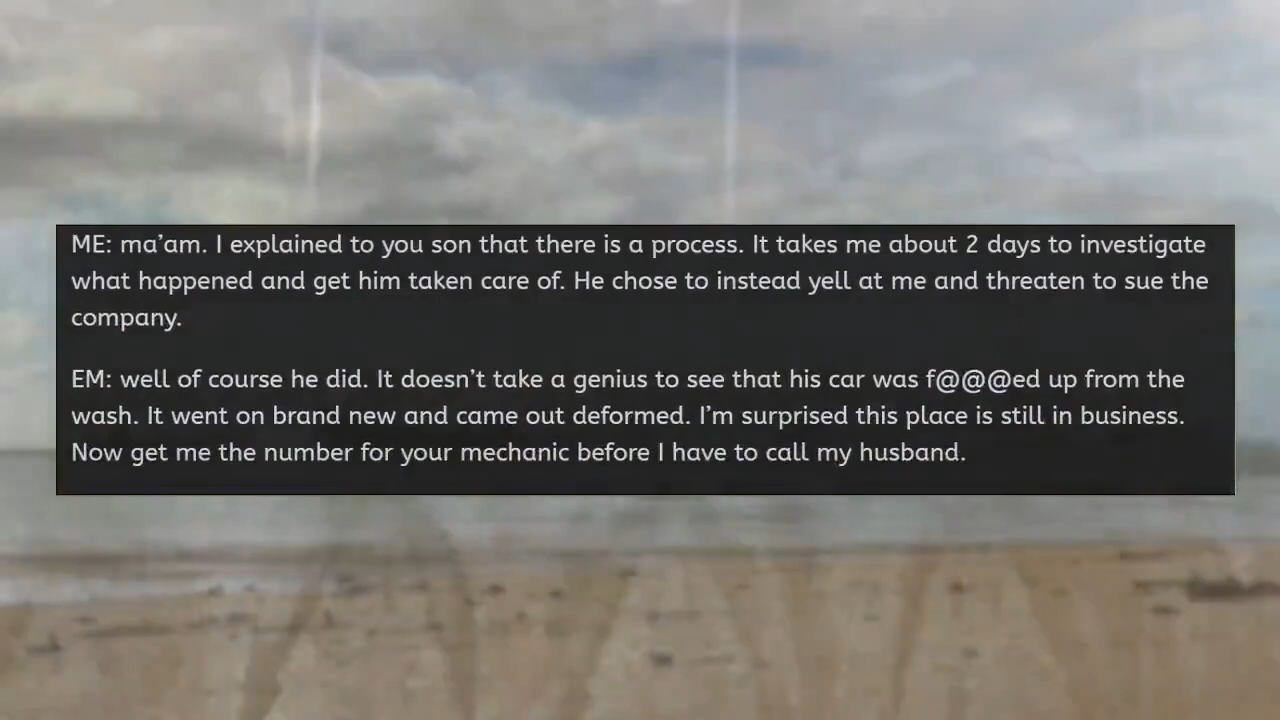 ME: ma’am. I explained to you son that there is a process. It takes me about 2 days to investigate
what happened and get him taken care of. He chose to instead yell at me and threaten to sue the
company.
EM: well of course he did. It doesn’t take a genius to see that his car was f@@@ed up from the
wash. It went on brand new and came out deformed. I’m surprised this place is still in business.
Now get me the number for your mechanic before I have to call my husband.